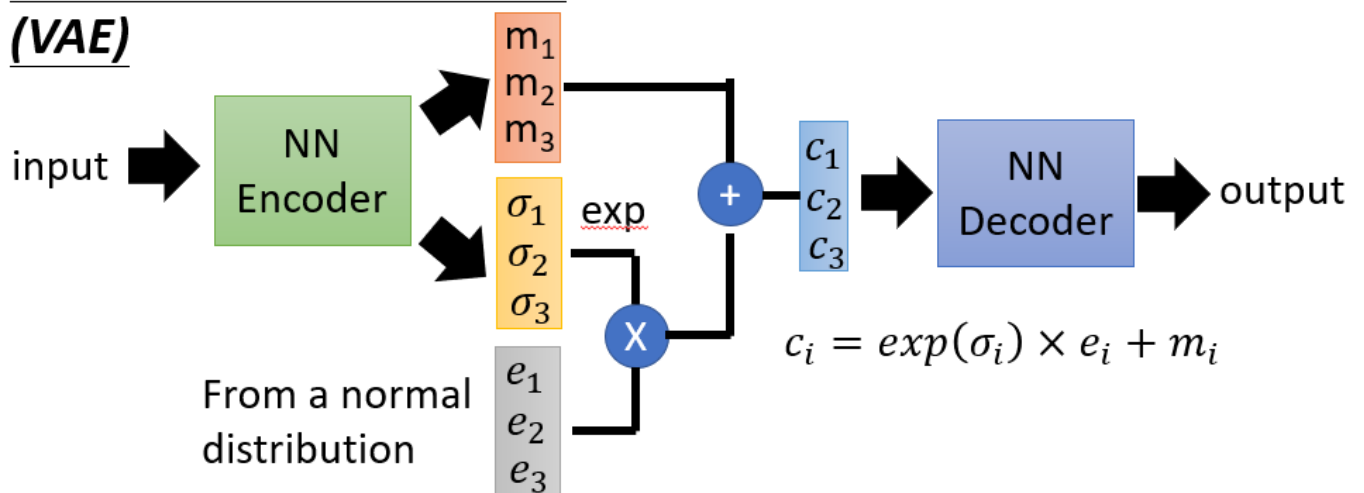 (VAE)
input
NN
Encoder
m₁
m₂
m₃
σ₁
σ₂
σ₃
exp
From a normal
distribution
e₁
e₂
e₃
X
+
c₁
c₂
c₃
NN
Decoder
output
cᵢ = exp(σᵢ) × eᵢ + mᵢ